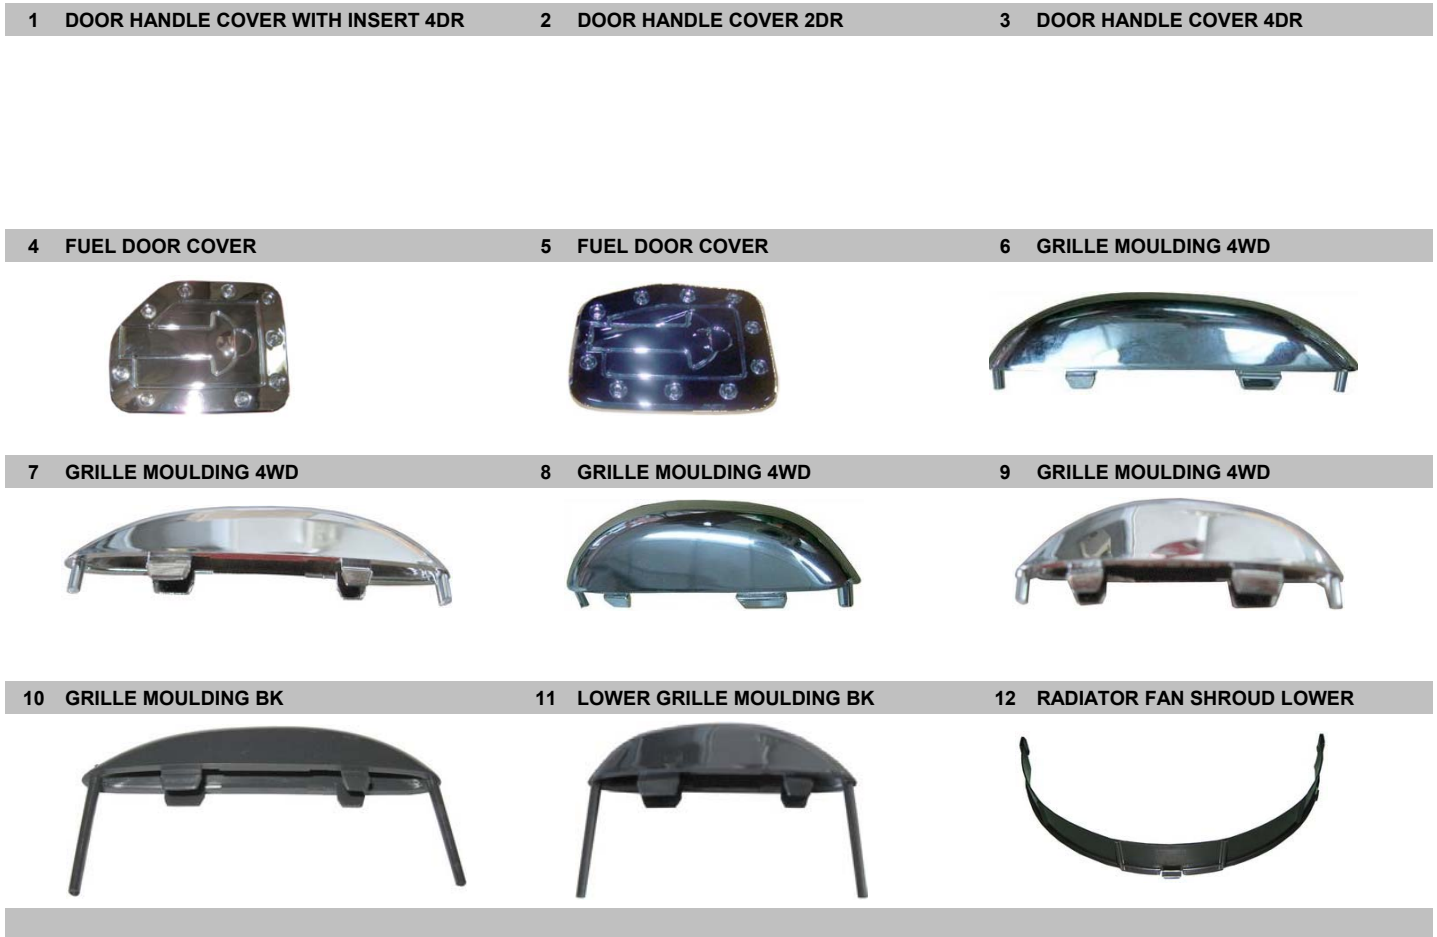 1 DOOR HANDLE COVER WITH INSERT 4DR 2 DOOR HANDLE COVER 2DR 3 DOOR HANDLE COVER 4DR
4 FUEL DOOR COVER 5 FUEL DOOR COVER 6 GRILLE MOULDING 4WD
7 GRILLE MOULDING 4WD 8 GRILLE MOULDING 4WD 9 GRILLE MOULDING 4WD
10 GRILLE MOULDING BK 11 LOWER GRILLE MOULDING BK 12 RADIATOR FAN SHROUD LOWER